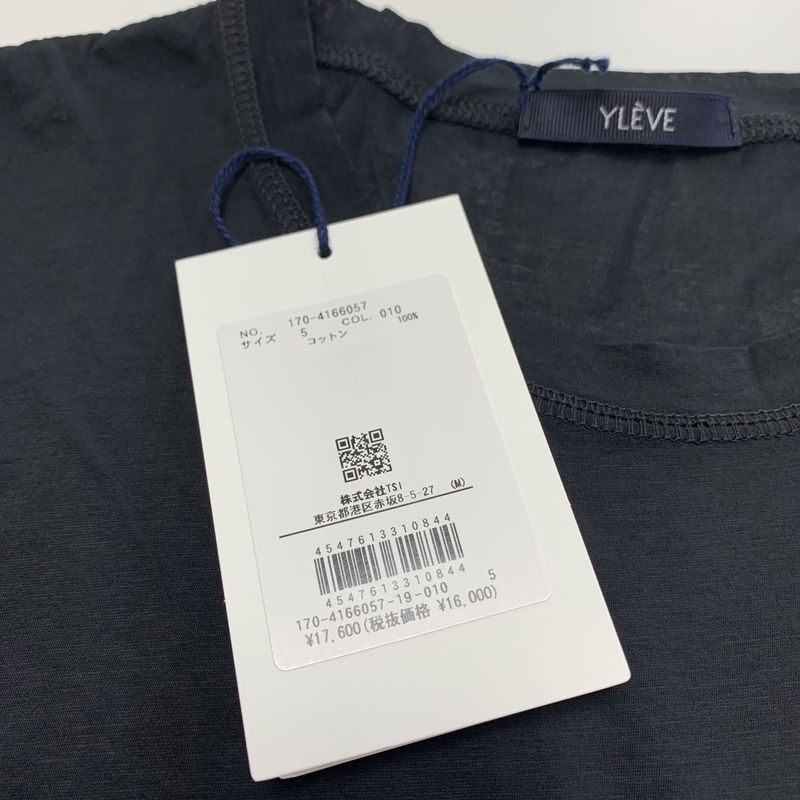 YLÈVE
NO. 170-4166057
サイズ 5 COL. 010
コットン 100%
株式会社TSI
東京都港区赤坂8-5-27 (M)
4547613310844
4547613310844
170-4166057-19-010 5
¥17,600(税抜価格 ¥16,000)